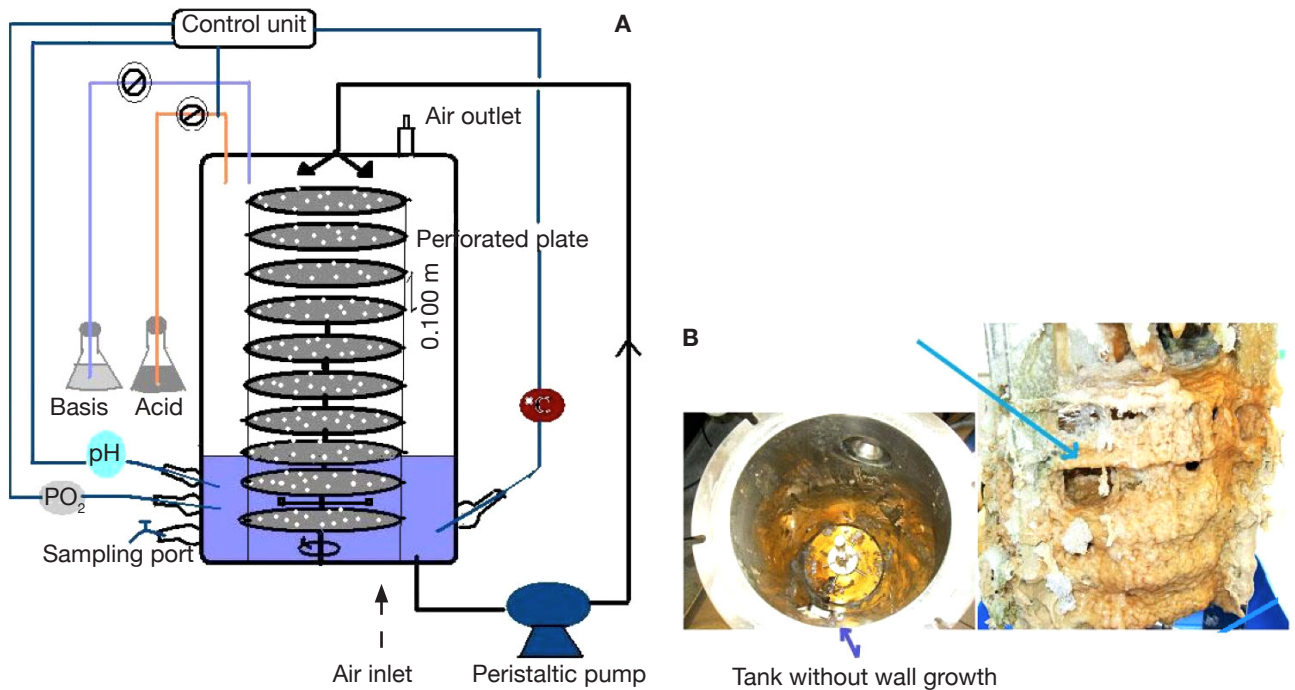 Control unit
A
Air outlet
Perforated plate
0.100 m
B
Basis
Acid
°C
pH
PO2
Sampling port
Air inlet
Peristaltic pump
Tank without wall growth